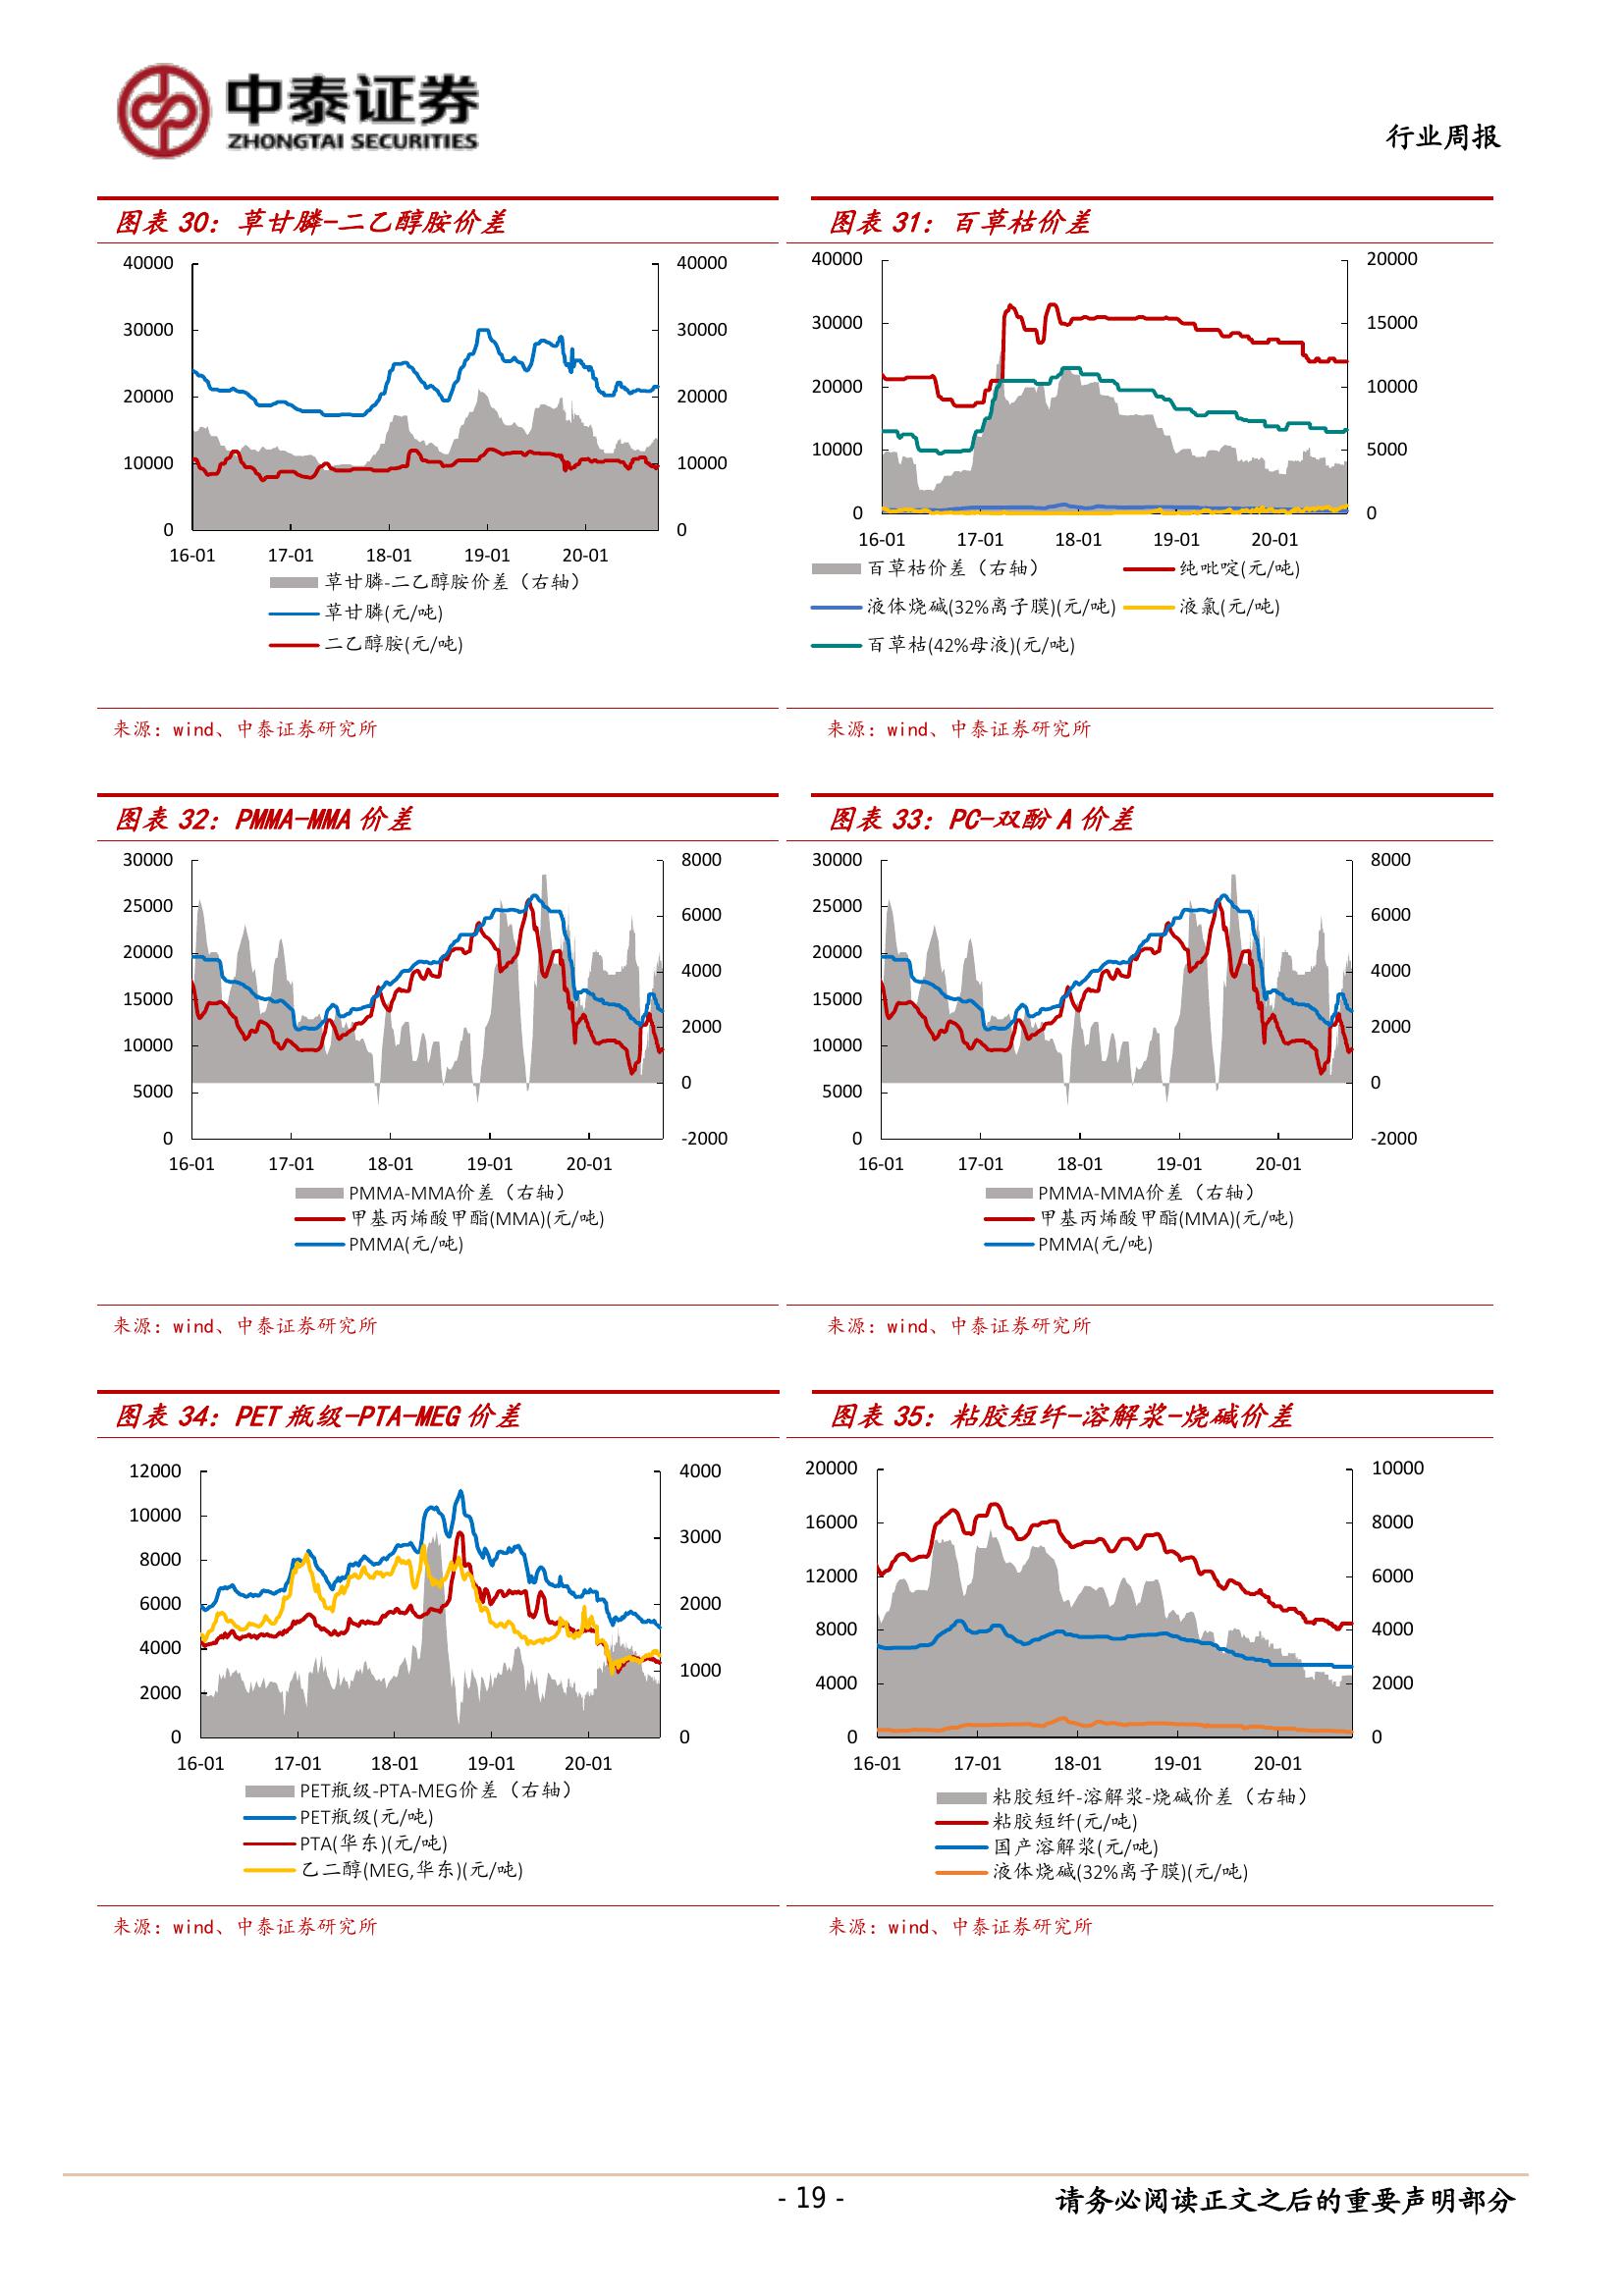 中泰证券
ZHONGTAI SECURITIES
行业周报
图表 30：草甘膦-二乙醇胺价差
40000
30000
20000
10000
0
40000
30000
20000
10000
0
16-01 17-01 18-01 19-01 20-01
草甘膦-二乙醇胺价差（右轴）
草甘膦(元/吨)
二乙醇胺(元/吨)
来源：wind、中泰证券研究所
图表 31：百草枯价差
40000
30000
20000
10000
0
20000
15000
10000
5000
0
16-01 17-01 18-01 19-01 20-01
百草枯价差（右轴） 纯吡啶(元/吨)
液体烧碱(32%离子膜)(元/吨) 液氯(元/吨)
百草枯(42%母液)(元/吨)
来源：wind、中泰证券研究所
图表 32：PMMA-MMA 价差
30000
25000
20000
15000
10000
5000
0
8000
6000
4000
2000
0
-2000
16-01 17-01 18-01 19-01 20-01
PMMA-MMA价差（右轴）
甲基丙烯酸甲酯(MMA)(元/吨)
PMMA(元/吨)
来源：wind、中泰证券研究所
图表 33：PC-双酚 A 价差
30000
25000
20000
15000
10000
5000
0
8000
6000
4000
2000
0
-2000
16-01 17-01 18-01 19-01 20-01
PMMA-MMA价差（右轴）
甲基丙烯酸甲酯(MMA)(元/吨)
PMMA(元/吨)
来源：wind、中泰证券研究所
图表 34：PET 瓶级-PTA-MEG 价差
12000
10000
8000
6000
4000
2000
0
4000
3000
2000
1000
0
16-01 17-01 18-01 19-01 20-01
PET瓶级-PTA-MEG价差（右轴）
PET瓶级(元/吨)
PTA(华东)(元/吨)
乙二醇(MEG,华东)(元/吨)
来源：wind、中泰证券研究所
图表 35：粘胶短纤-溶解浆-烧碱价差
20000
16000
12000
8000
4000
0
10000
8000
6000
4000
2000
0
16-01 17-01 18-01 19-01 20-01
粘胶短纤-溶解浆-烧碱价差（右轴）
粘胶短纤(元/吨)
国产溶解浆(元/吨)
液体烧碱(32%离子膜)(元/吨)
来源：wind、中泰证券研究所
- 19 -
请务必阅读正文之后的重要声明部分